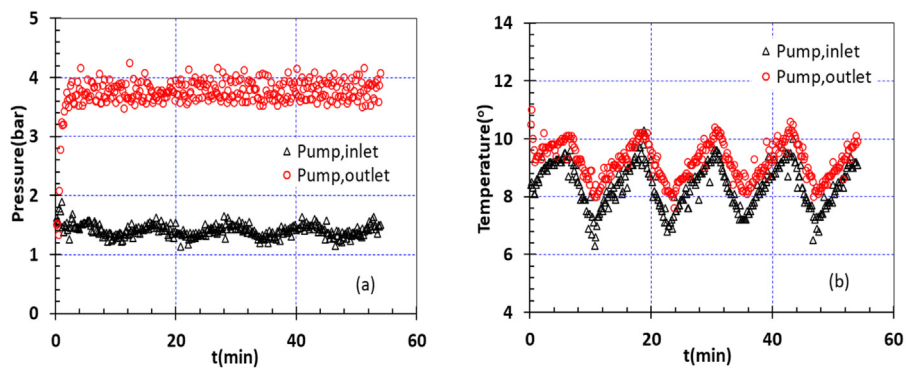 5
4
3
2
1
0
Pressure(bar)
Pump,inlet
Pump,outlet
(a)
0
20
40
60
t(min)
14
12
10
8
6
4
Temperature(º)
Pump,inlet
Pump,outlet
(b)
0
20
40
60
t(min)